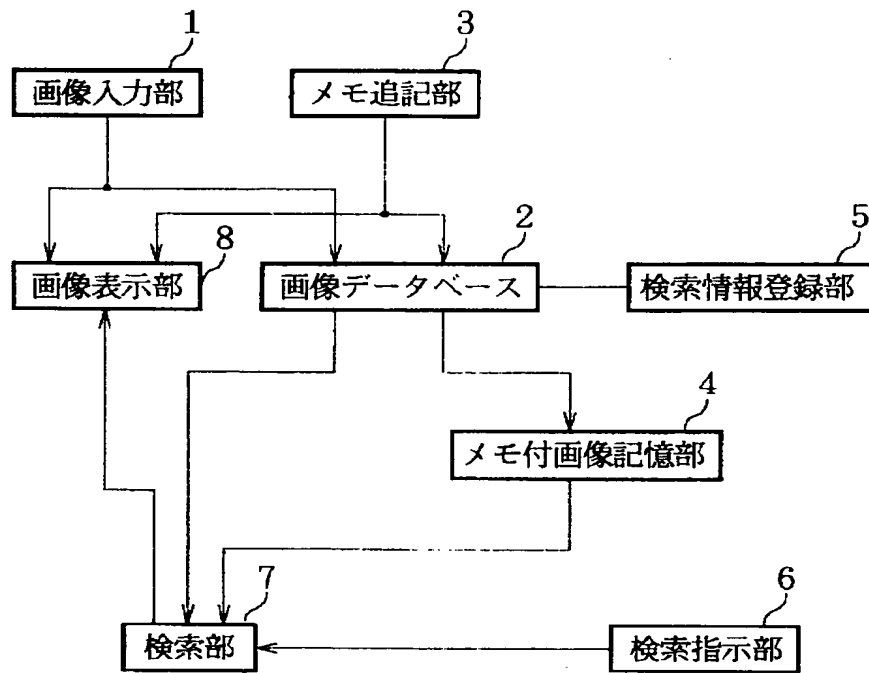 1
画像入力部
3
メモ追記部
8
画像表示部
2
画像データベース
5
検索情報登録部
4
メモ付画像記憶部
7
検索部
6
検索指示部